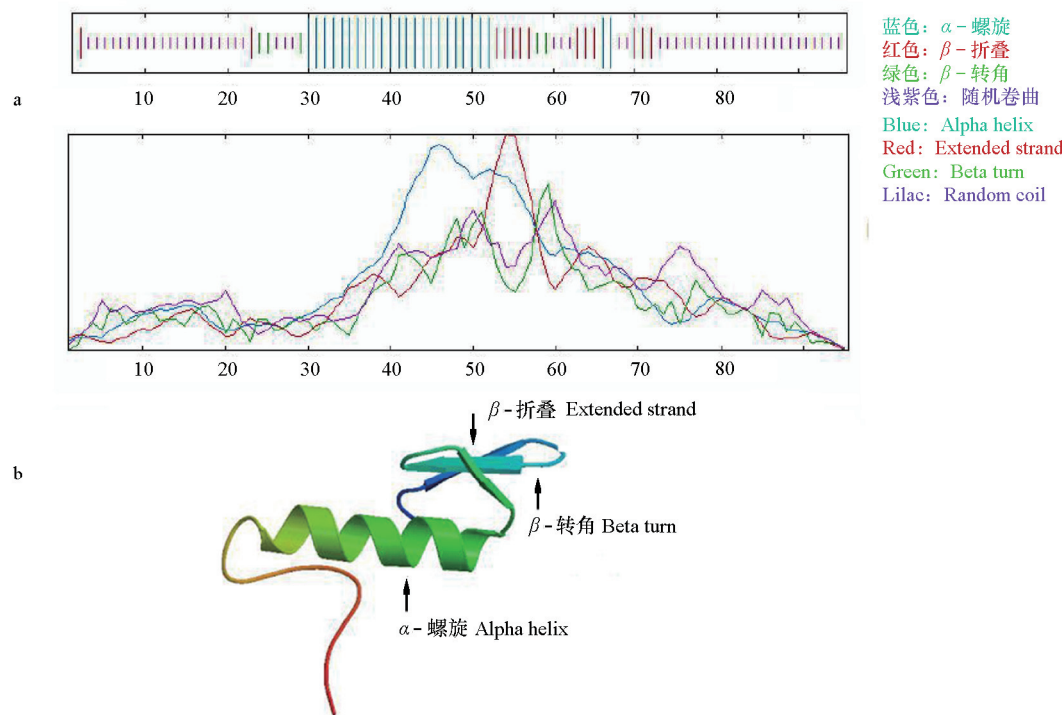 蓝色：α-螺旋
红色：β-折叠
绿色：β-转角
浅紫色：随机卷曲
Blue: Alpha helix
Red: Extended strand
Green: Beta turn
Lilac: Random coil
a
10 20 30 40 50 60 70 80
10 20 30 40 50 60 70 80
b
β-折叠 Extended strand
β-转角 Beta turn
α-螺旋 Alpha helix